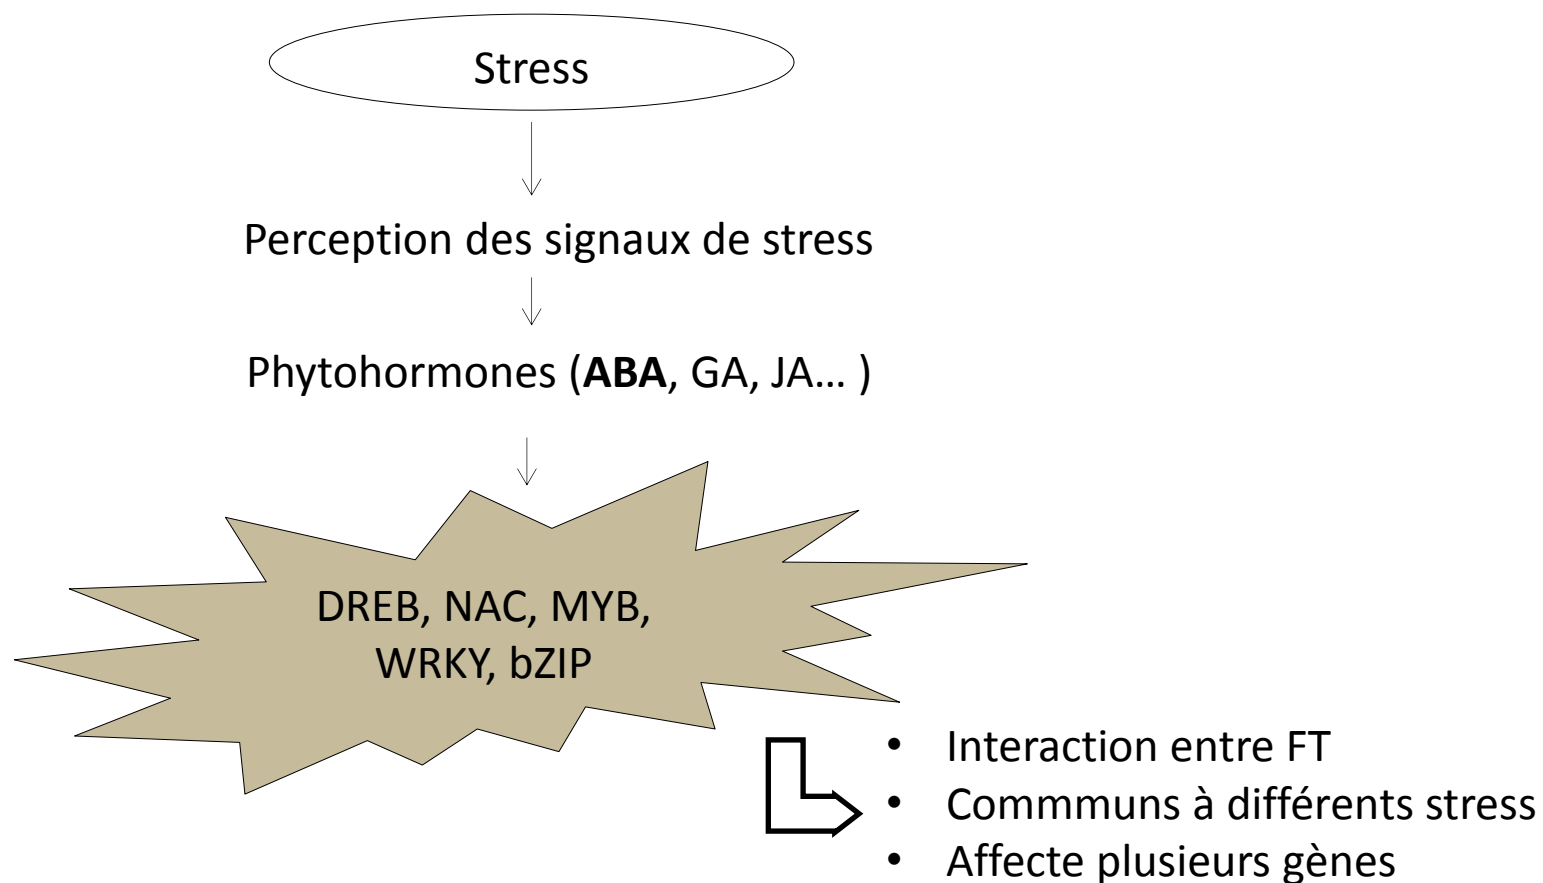 Stress
Perception des signaux de stress
Phytohormones (ABA, GA, JA... )
DREB, NAC, MYB,
WRKY, bZIP
• Interaction entre FT
• Commmuns à différents stress
• Affecte plusieurs gènes